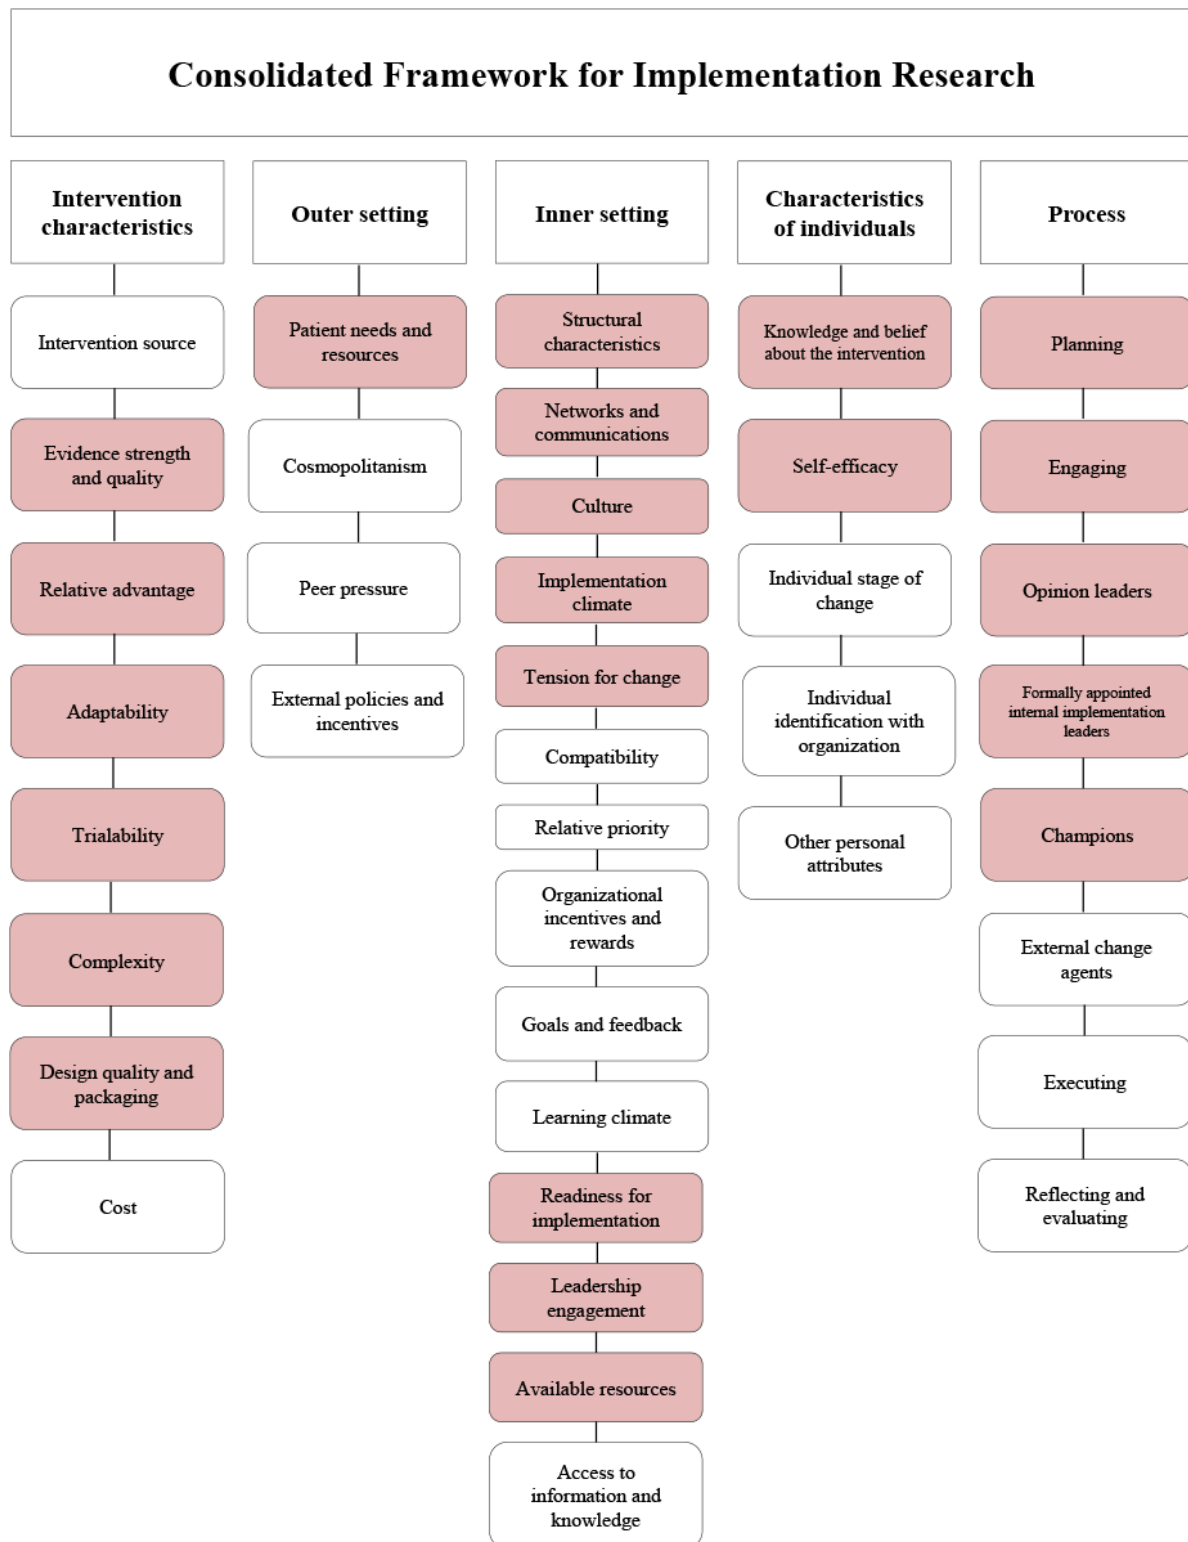 Consolidated Framework for Implementation Research
Intervention
characteristics
Intervention source
Evidence strength
and quality
Relative advantage
Adaptability
Trialability
Complexity
Design quality and
packaging
Cost
Outer setting
Patient needs and
resources
Cosmopolitanism
Peer pressure
External policies and
incentives
Inner setting
Structural
characteristics
Networks and
communications
Culture
Implementation
climate
Tension for change
Compatibility
Relative priority
Organizational
incentives and
rewards
Goals and feedback
Learning climate
Readiness for
implementation
Leadership
engagement
Available resources
Access to
information and
knowledge
Characteristics
of individuals
Knowledge and belief
about the intervention
Self-efficacy
Individual stage of
change
Individual
identification with
organization
Other personal
attributes
Process
Planning
Engaging
Opinion leaders
Formally appointed
internal implementation
leaders
Champions
External change
agents
Executing
Reflecting and
evaluating